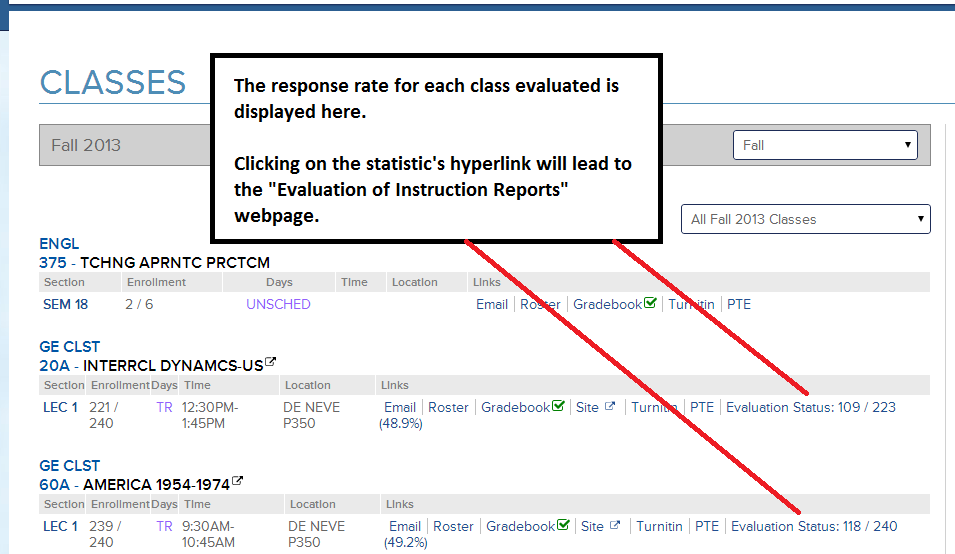 CLASSES
The response rate for each class evaluated is
displayed here.
Clicking on the statistic's hyperlink will lead to
the "Evaluation of Instruction Reports"
webpage.
Fall 2013
Fall
All Fall 2013 Classes
ENGL
375 - TCHNG APRNTC PRCTCM
Section Enrollment Days Time Location Links
SEM 18 2 / 6 UNSCHED Email Roster Gradebook Turnitin PTE
GE CLST
20A - INTERRCL DYNAMCS-US
Section Enrollment Days Time Location Links
LEC 1 221 / TR 12:30PM- DE NEVE Email Roster Gradebook Site Turnitin PTE Evaluation Status: 109 / 223
240 1:45PM P350 (48.9%)
GE CLST
60A - AMERICA 1954-1974
Section Enrollment Days Time Location Links
LEC 1 239 / TR 9:30AM- DE NEVE Email Roster Gradebook Site Turnitin PTE Evaluation Status: 118 / 240
240 10:45AM P350 (49.2%)